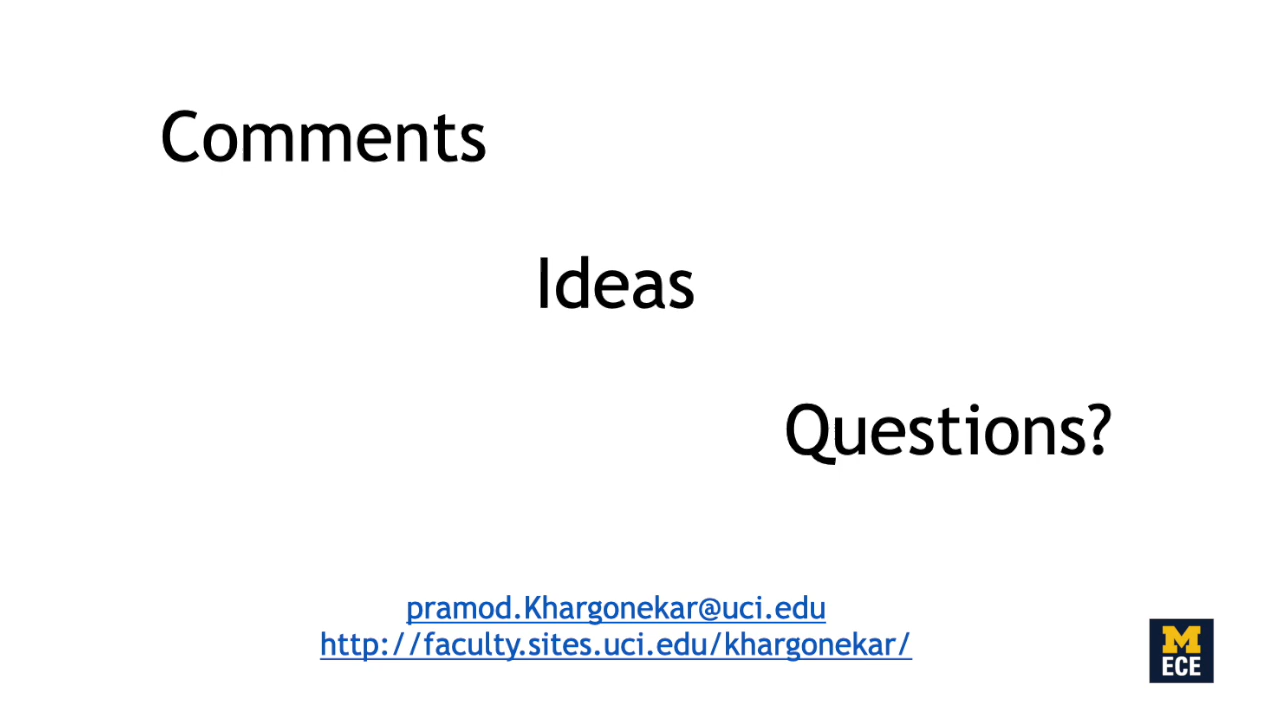 Comments
Ideas
Questions?
pramod.Khargonekar@uci.edu
http://faculty.sites.uci.edu/khargonekar/
M
ECE